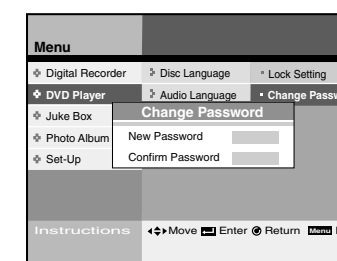 Menu
Digital Recorder
Disc Language
Lock Setting
DVD Player
Audio Language
Change
Juke Box
Change Password
Photo Album
New Password
Set-Up
Confirm Password
Instructions
Move
Enter
Return
Menu